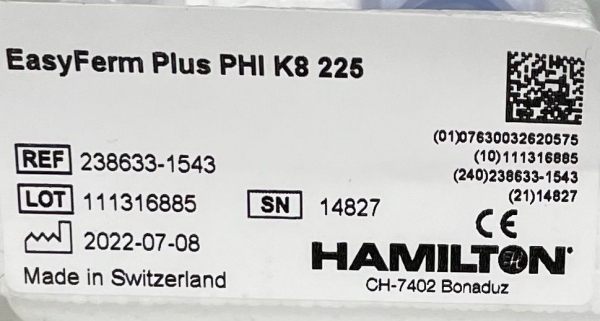 EasyFerm Plus PHI K8 225
(01)07630032620575
(10)111316885
(240)238633-1543
(21)14827
REF 238633-1543
LOT 111316885 SN 14827
2022-07-08
Made in Switzerland
CE
HAMILTON
CH-7402 Bonaduz